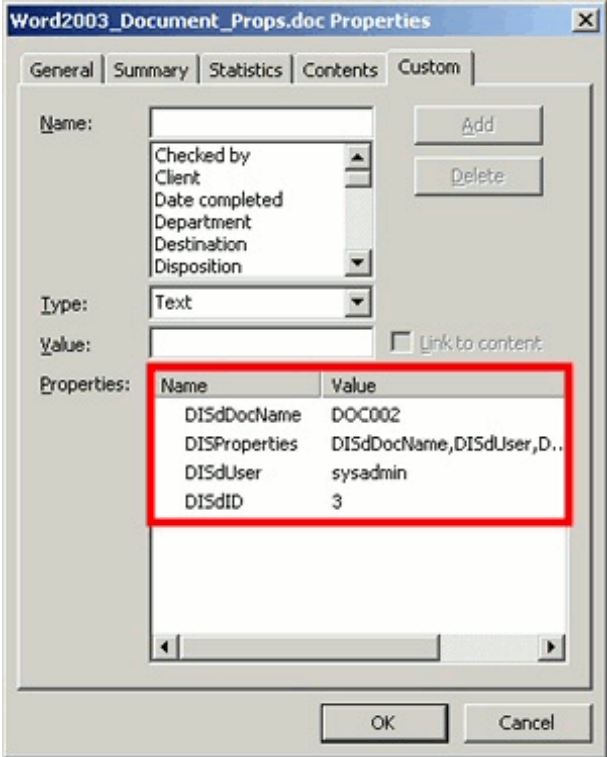 Word2003_Document_Props.doc Properties
General Summary Statistics Contents Custom
Name:
Add
Checked by
Client
Delete
Date completed
Department
Destination
Disposition
Type: Text
Value: Link to content
Properties: Name Value
DISdDocName DOC002
DISProperties DISdDocName,DISdUser,D..
DISdUser sysadmin
DISdID 3
OK Cancel